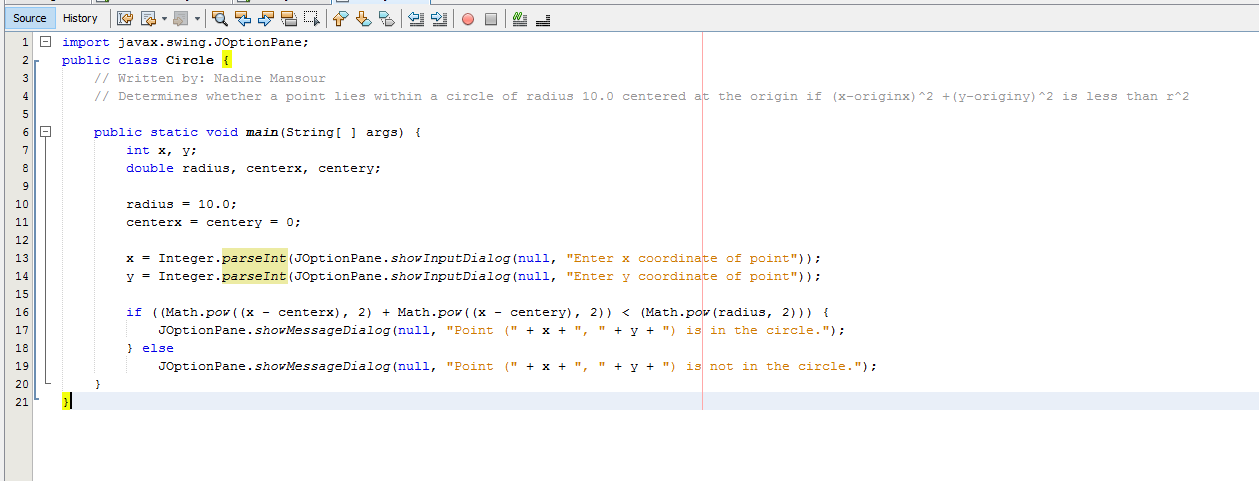 Source History
1 import javax.swing.JOptionPane;
2 public class Circle {
3 // Written by: Nadine Mansour
4 // Determines whether a point lies within a circle of radius 10.0 centered at the origin if (x-originx)^2 +(y-originy)^2 is less than r^2
5
6 public static void main(String[ ] args) {
7 int x, y;
8 double radius, centerx, centery;
9
10 radius = 10.0;
11 centerx = centery = 0;
12
13 x = Integer.parseInt(JOptionPane.showInputDialog(null, "Enter x coordinate of point"));
14 y = Integer.parseInt(JOptionPane.showInputDialog(null, "Enter y coordinate of point"));
15
16 if ((Math.pow((x - centerx), 2) + Math.pow((x - centery), 2)) < (Math.pow(radius, 2))) {
17 JOptionPane.showMessageDialog(null, "Point (" + x + ", " + y + ") is in the circle.");
18 } else
19 JOptionPane.showMessageDialog(null, "Point (" + x + ", " + y + ") is not in the circle.");
20 }
21 }